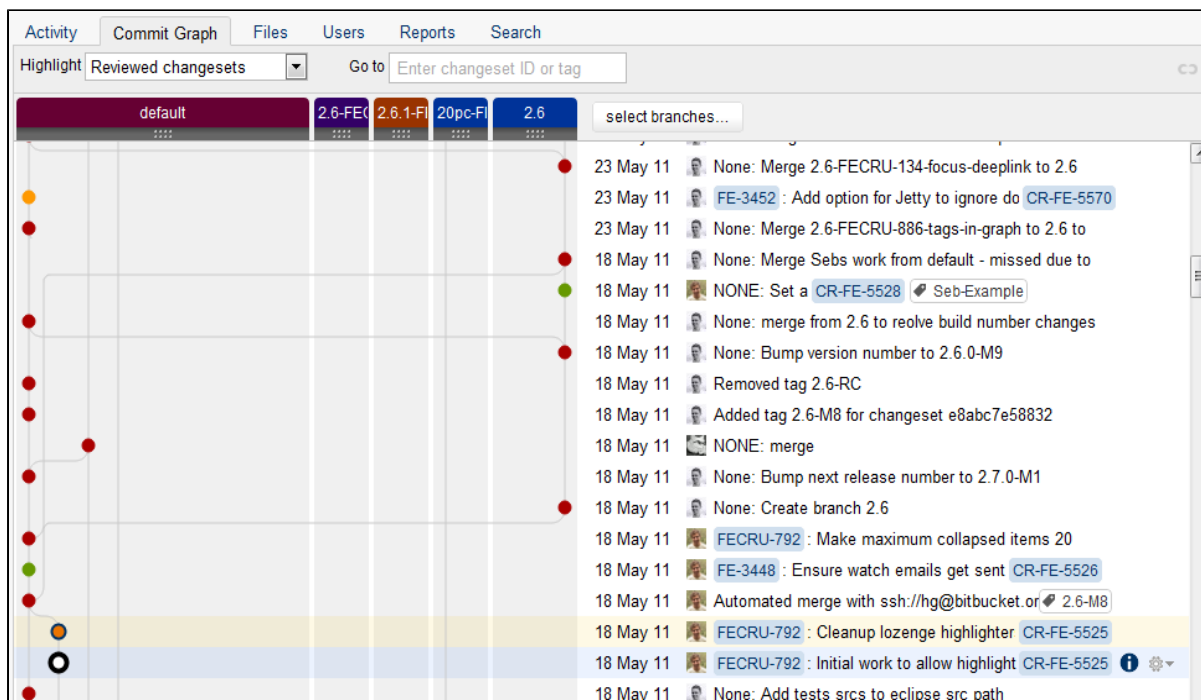 Activity Commit Graph Files Users Reports Search
Highlight Reviewed changesets Go to Enter changeset ID or tag
default 2.6-FEC 2.6.1-FI 20pc-FI 2.6 select branches...
23 May 11 None: Merge 2.6-FECRU-134-focus-deeplink to 2.6
23 May 11 FE-3452 : Add option for Jetty to ignore do CR-FE-5570
23 May 11 None: Merge 2.6-FECRU-886-tags-in-graph to 2.6 to
18 May 11 None: Merge Sebs work from default - missed due to
18 May 11 NONE: Set a CR-FE-5528 Seb-Example
18 May 11 None: merge from 2.6 to reolve build number changes
18 May 11 None: Bump version number to 2.6.0-M9
18 May 11 Removed tag 2.6-RC
18 May 11 Added tag 2.6-M8 for changeset e8abc7e58832
18 May 11 NONE: merge
18 May 11 None: Bump next release number to 2.7.0-M1
18 May 11 None: Create branch 2.6
18 May 11 FECRU-792 : Make maximum collapsed items 20
18 May 11 FE-3448 : Ensure watch emails get sent CR-FE-5526
18 May 11 Automated merge with ssh://hg@bitbucket.or 2.6-M8
18 May 11 FECRU-792 : Cleanup lozenge highlighter CR-FE-5525
18 May 11 FECRU-792 : Initial work to allow highlight CR-FE-5525
18 May 11 None: Add tests srcs to eclipse src path